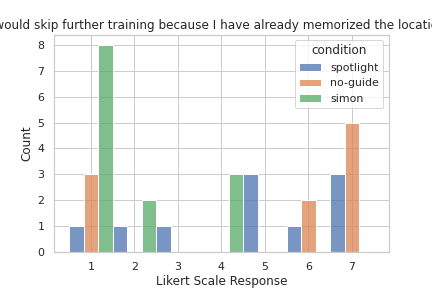 would skip further training because I have already memorized the
8
7
6
5
4
3
2
1
0
Count
condition
spotlight
no-guide
simon
1 2 3 4 5 6 7
Likert Scale Response